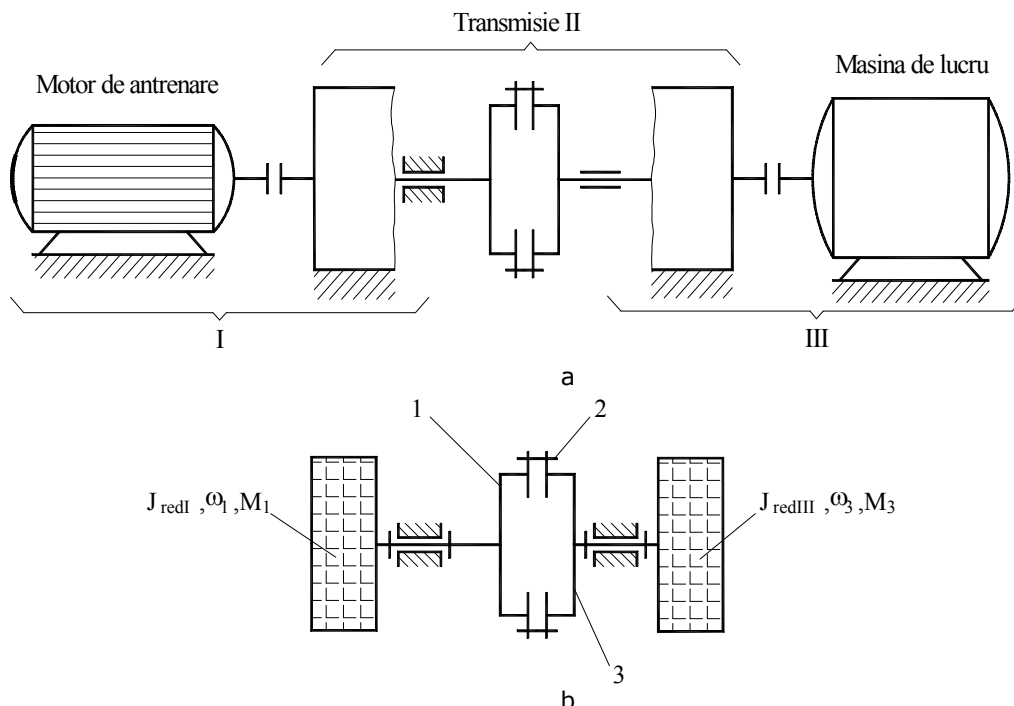 Transmisie II
Motor de antrenare
Masina de lucru
I
III
a
1
2
J redI ,ω1 ,M1
J redIII ,ω3 ,M3
3
b